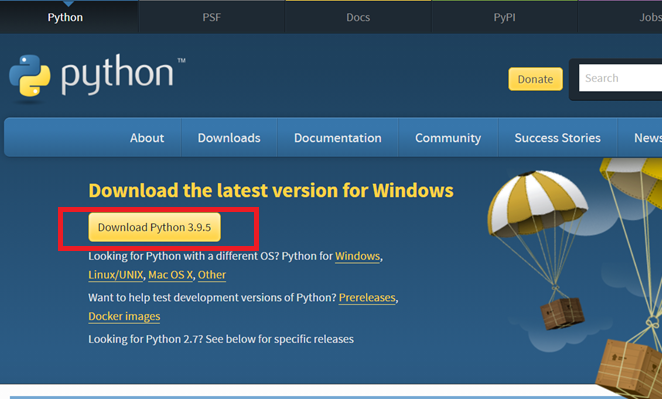 Python PSF Docs PyPI Jobs
python™
Donate Search
About Downloads Documentation Community Success Stories News
Download the latest version for Windows
Download Python 3.9.5
Looking for Python with a different OS? Python for Windows,
Linux/UNIX, Mac OS X, Other
Want to help test development versions of Python? Prereleases,
Docker images
Looking for Python 2.7? See below for specific releases